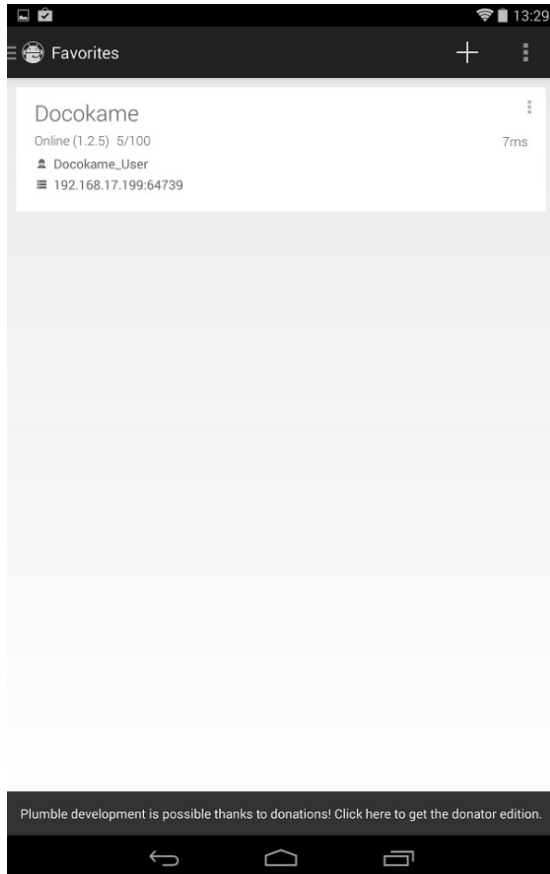 13:29
Favorites
Docokame
Online (1.2.5) 5/100
7ms
Docokame_User
192.168.17.199:64739
Plumble development is possible thanks to donations! Click here to get the donator edition.